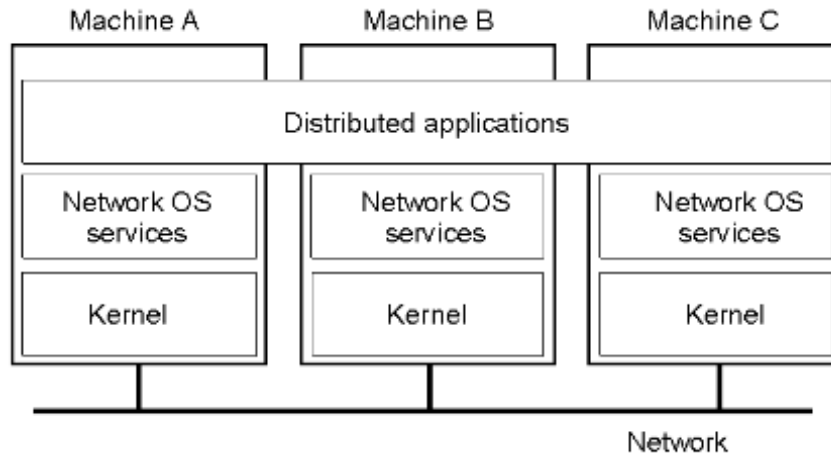 Machine A
Machine B
Machine C
Distributed applications
Network OS
services
Network OS
services
Network OS
services
Kernel
Kernel
Kernel
Network